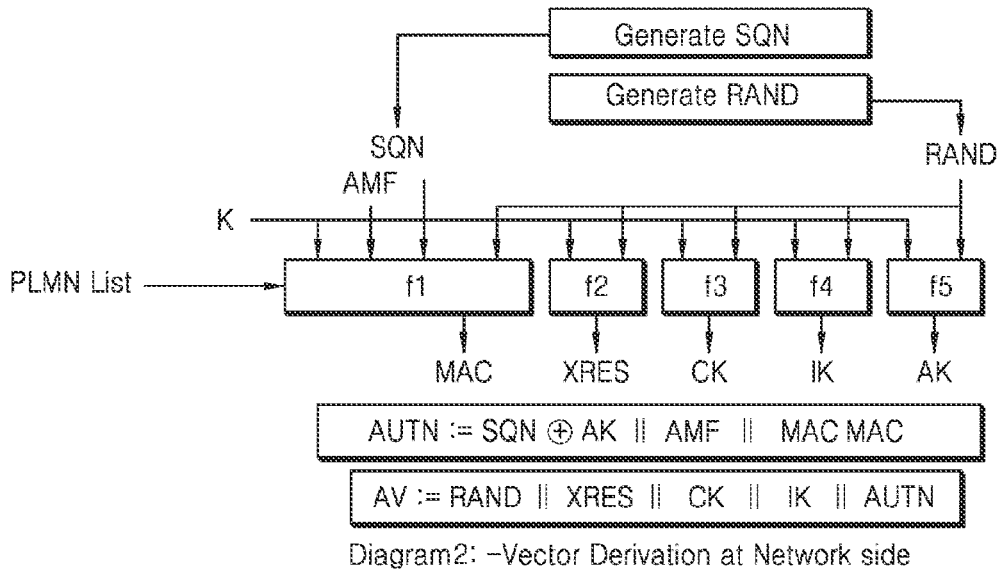 Generate SQN
Generate RAND
SQN
RAND
AMF
K
PLMN List
f1
f2
f3
f4
f5
MAC
XRES
CK
IK
AK
AUTN := SQN ⊕ AK || AMF || MAC MAC
AV := RAND || XRES || CK || IK || AUTN
Diagram2: -Vector Derivation at Network side